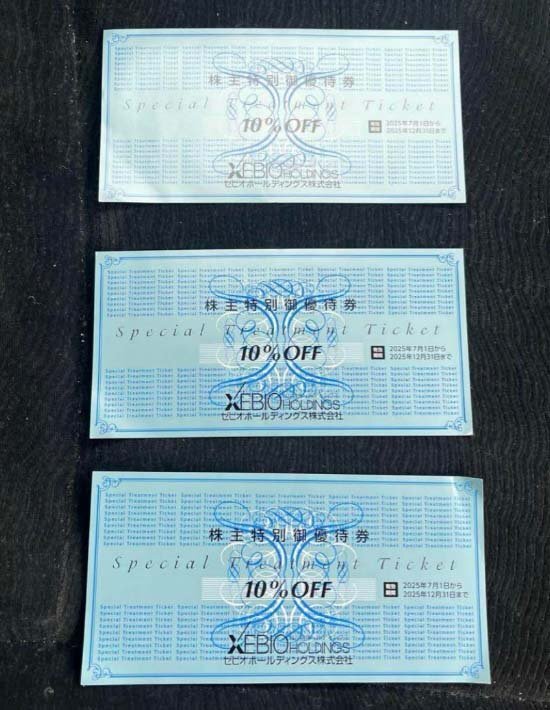 株主特別御優待券
Special Treatment Ticket
10%OFF
2025年7月1日から
2025年12月31日まで
XEBIO HOLDINGS
ゼビオホールディングス株式会社
株主特別御優待券
Special Treatment Ticket
10%OFF
2025年7月1日から
2025年12月31日まで
XEBIO HOLDINGS
ゼビオホールディングス株式会社
株主特別御優待券
Special Treatment Ticket
10%OFF
2025年7月1日から
2025年12月31日まで
XEBIO HOLDINGS
ゼビオホールディングス株式会社